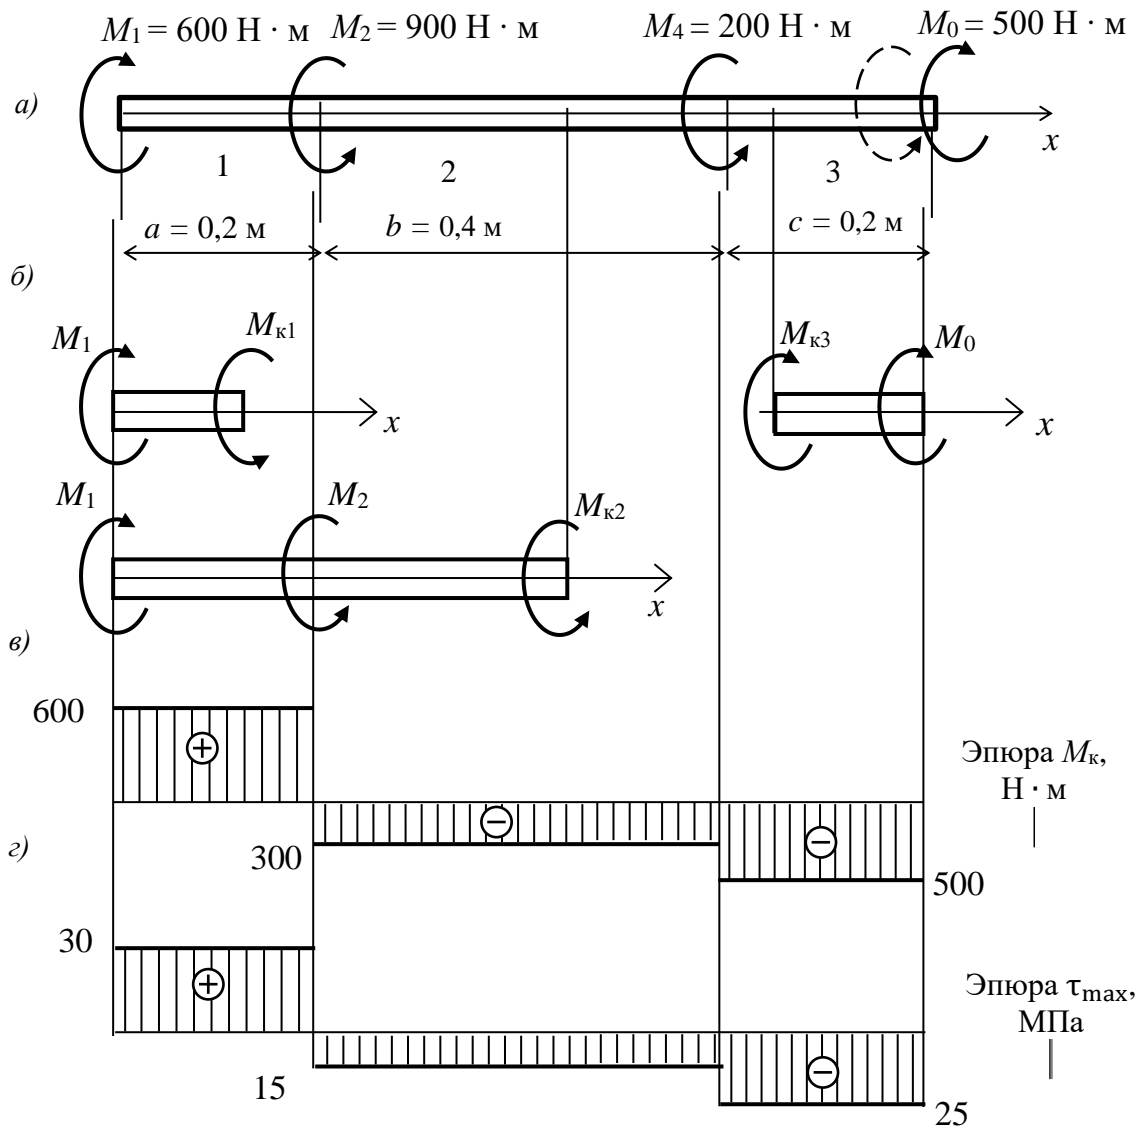 M₁ = 600 Н · м M₂ = 900 Н · м M₄ = 200 Н · м M₀ = 500 Н · м
а)
x
1 2 3
a = 0,2 м b = 0,4 м c = 0,2 м
б)
M₁ Mк1 Mк3 M₀
x x
M₁ M₂ Mк2
x
в)
600
+
Эпюра Mк,
Н · м
− −
г)
300
500
30
+
Эпюра τmax,
МПа
−
15
25